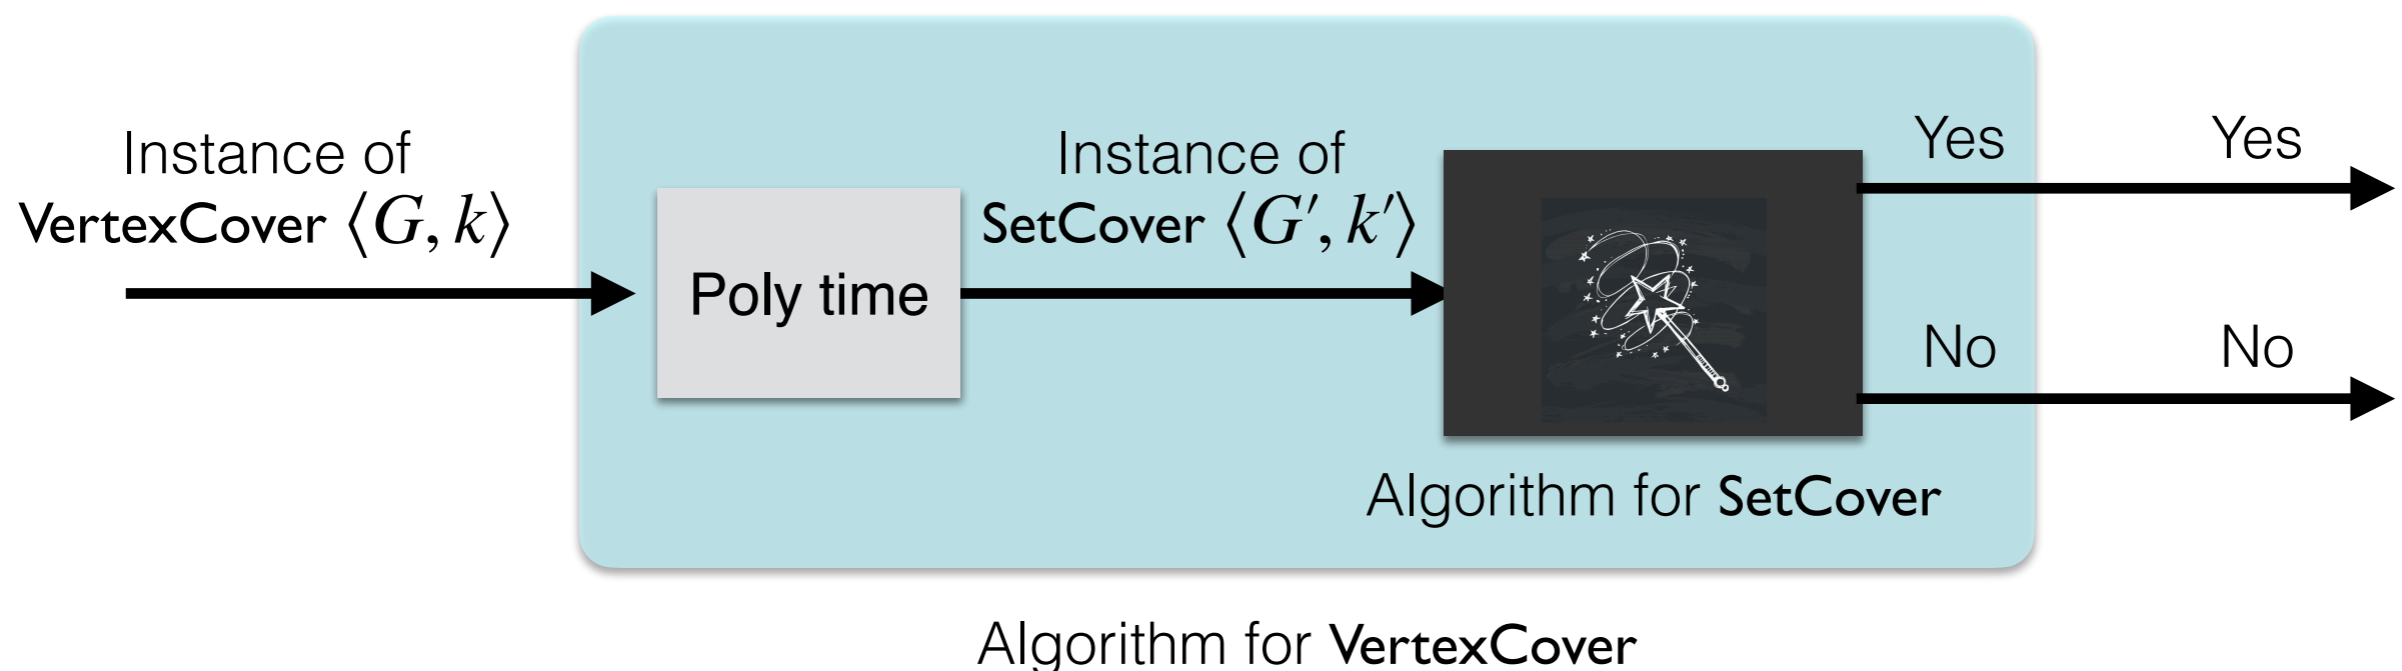 Instance of
VertexCover ⟨G, k⟩
Poly time
Instance of
SetCover ⟨G′, k′⟩
Yes
Yes
No
No
Algorithm for SetCover
Algorithm for VertexCover